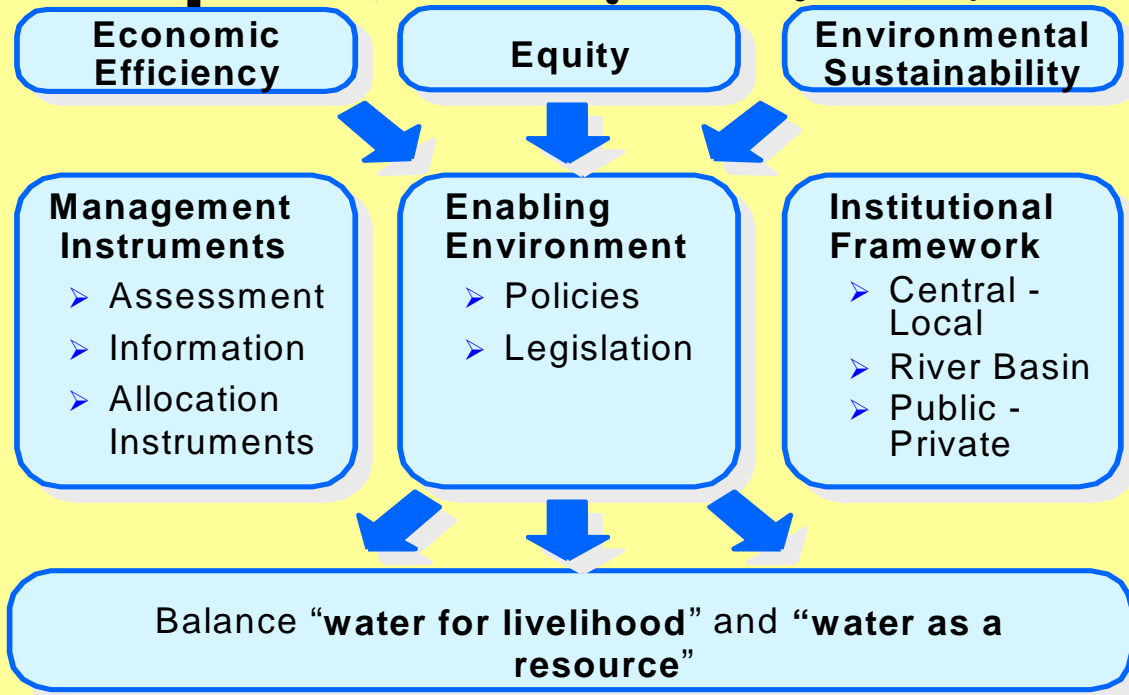 Economic
Efficiency
Equity
Environmental
Sustainability
Management
Instruments
➢ Assessment
➢ Information
➢ Allocation
Instruments
Enabling
Environment
➢ Policies
➢ Legislation
Institutional
Framework
➢ Central -
Local
➢ River Basin
➢ Public -
Private
Balance “water for livelihood” and “water as a
resource”